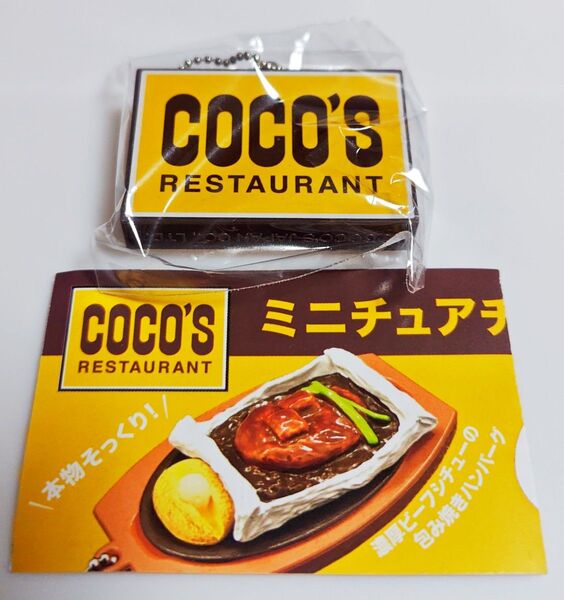 COCO'S
RESTAURANT
COCO'S
RESTAURANT
ミニチュアチ
本物そっくり！
濃厚ビーフシチューの
包み焼きハンバーグ